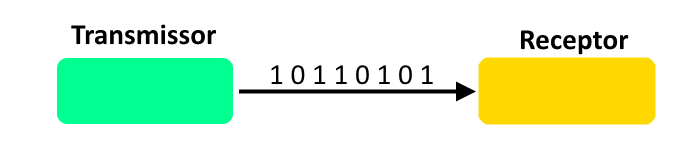 Transmissor
Receptor
1 0 1 1 0 1 0 1